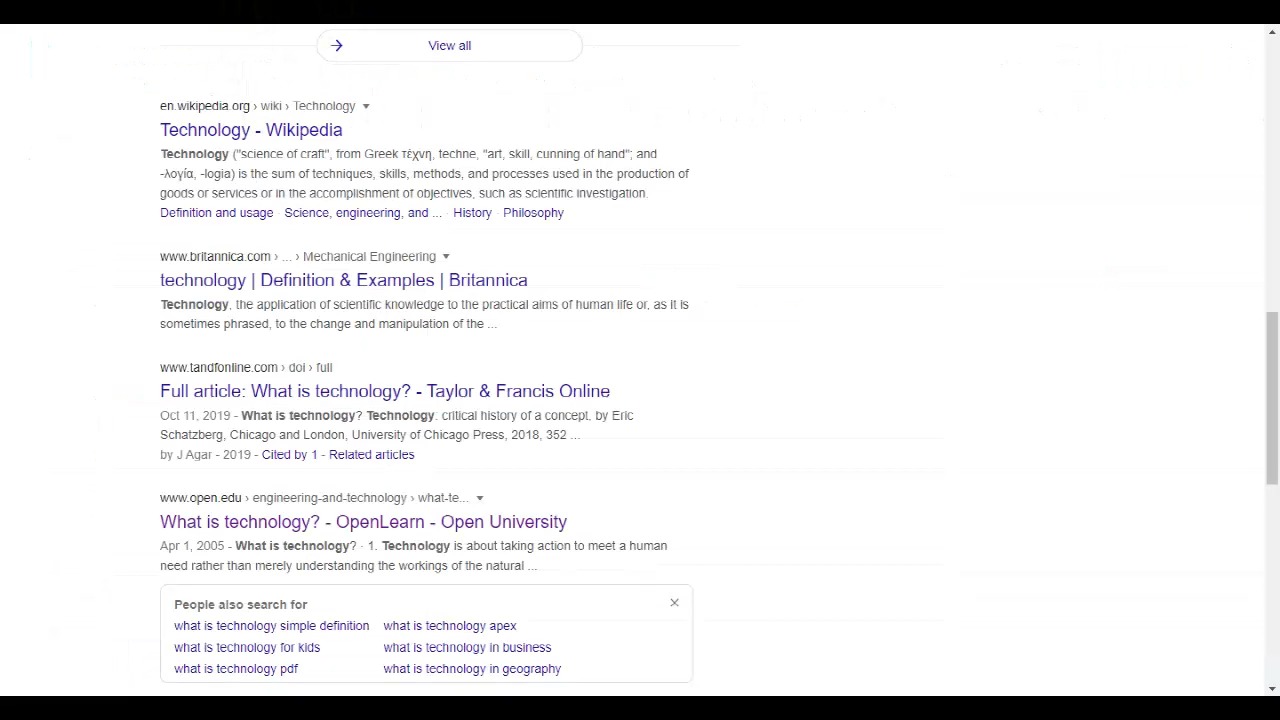 View all
en.wikipedia.org › wiki › Technology
Technology - Wikipedia
Technology ("science of craft", from Greek τέχνη, techne, "art, skill, cunning of hand"; and
-λογία, -logia) is the sum of techniques, skills, methods, and processes used in the production of
goods or services or in the accomplishment of objectives, such as scientific investigation.
Definition and usage · Science, engineering, and ... · History · Philosophy
www.britannica.com › ... › Mechanical Engineering
technology | Definition & Examples | Britannica
Technology, the application of scientific knowledge to the practical aims of human life or, as it is
sometimes phrased, to the change and manipulation of the ...
www.tandfonline.com › doi › full
Full article: What is technology? - Taylor & Francis Online
Oct 11, 2019 - What is technology? Technology: critical history of a concept, by Eric
Schatzberg, Chicago and London, University of Chicago Press, 2018, 352 ...
by J Agar - 2019 - Cited by 1 - Related articles
www.open.edu › engineering-and-technology › what-te...
What is technology? - OpenLearn - Open University
Apr 1, 2005 - What is technology? · 1. Technology is about taking action to meet a human
need rather than merely understanding the workings of the natural ...
People also search for
what is technology simple definition what is technology apex
what is technology for kids what is technology in business
what is technology pdf what is technology in geography